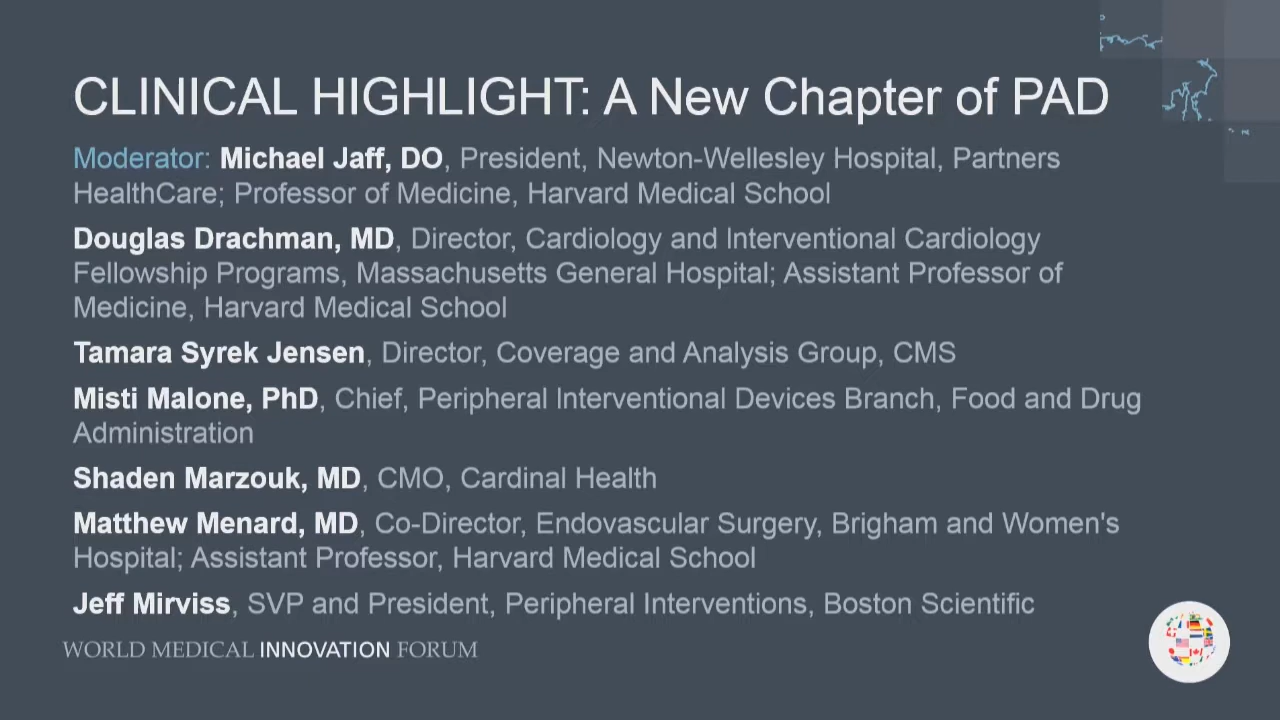 CLINICAL HIGHLIGHT: A New Chapter of PAD
Moderator: Michael Jaff, DO, President, Newton-Wellesley Hospital, Partners
HealthCare; Professor of Medicine, Harvard Medical School
Douglas Drachman, MD, Director, Cardiology and Interventional Cardiology
Fellowship Programs, Massachusetts General Hospital; Assistant Professor of
Medicine, Harvard Medical School
Tamara Syrek Jensen, Director, Coverage and Analysis Group, CMS
Misti Malone, PhD, Chief, Peripheral Interventional Devices Branch, Food and Drug
Administration
Shaden Marzouk, MD, CMO, Cardinal Health
Matthew Menard, MD, Co-Director, Endovascular Surgery, Brigham and Women's
Hospital; Assistant Professor, Harvard Medical School
Jeff Mirviss, SVP and President, Peripheral Interventions, Boston Scientific
WORLD MEDICAL INNOVATION FORUM